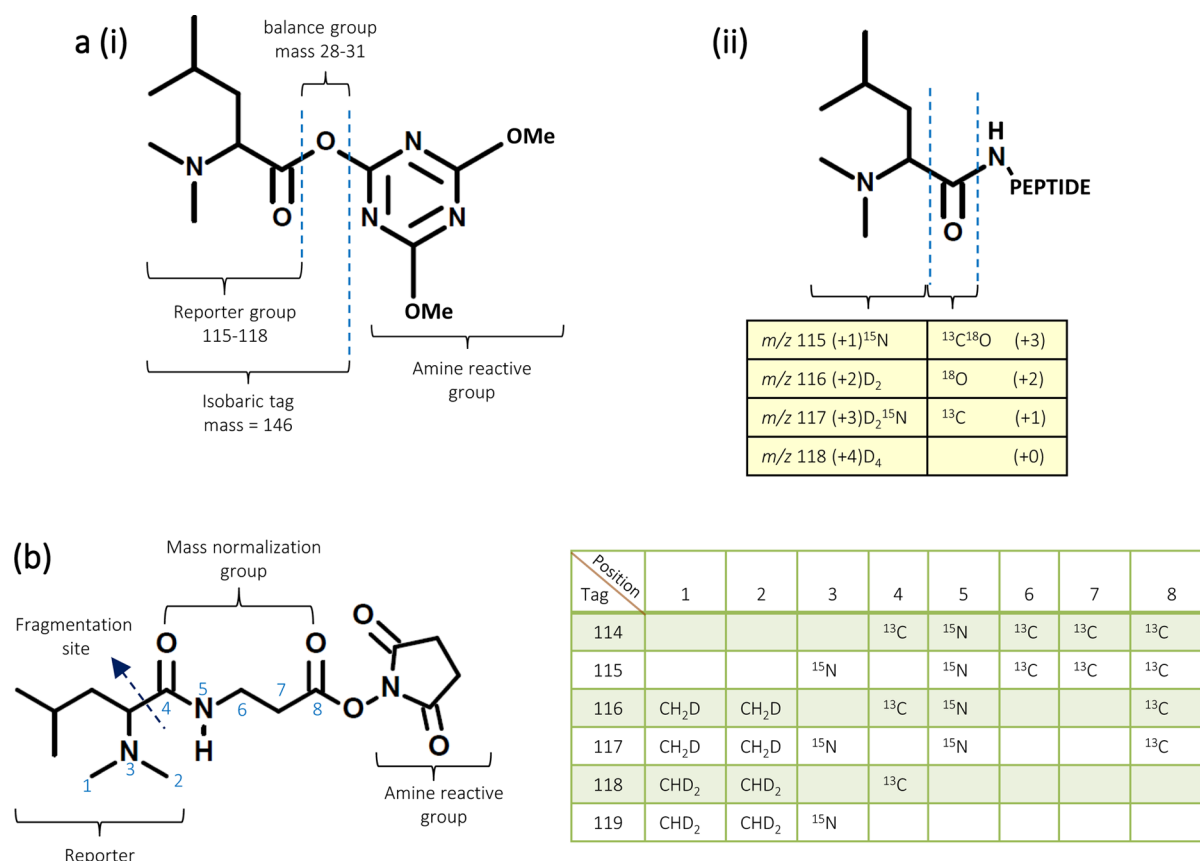 a (i)
balance group
mass 28-31
N
O
O
N
N
N
OMe
OMe
Reporter group
115-118
Isobaric tag
mass = 146
Amine reactive
group
(ii)
H
N
N
O
PEPTIDE
m/z 115 (+1)¹⁵N ¹³C¹⁸O (+3)
m/z 116 (+2)D₂ ¹⁸O (+2)
m/z 117 (+3)D₂¹⁵N ¹³C (+1)
m/z 118 (+4)D₄ (+0)
(b)
Mass normalization
group
Fragmentation
site
O
O
O
5
7
N
4
N
6
8
O
H
N
3
O
1
2
Amine reactive
group
Reporter
Position
Tag 1 2 3 4 5 6 7 8
114 ¹³C ¹⁵N ¹³C ¹³C ¹³C
115 ¹⁵N ¹⁵N ¹³C ¹³C ¹³C
116 CH₂D CH₂D ¹³C ¹⁵N ¹³C
117 CH₂D CH₂D ¹⁵N ¹⁵N ¹³C
118 CHD₂ CHD₂ ¹³C
119 CHD₂ CHD₂ ¹⁵N